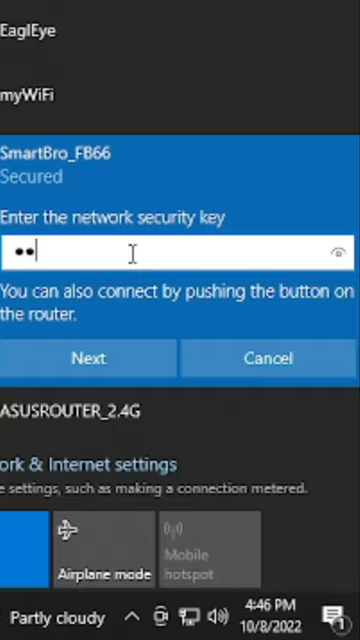 EaglEye
myWiFi
SmartBro_FB66
Secured
Enter the network security key
You can also connect by pushing the button on
the router.
Next
Cancel
ASUSROUTER_2.4G
ork & Internet settings
e settings, such as making a connection metered.
Airplane mode
Mobile
hotspot
Partly cloudy
4:46 PM
10/8/2022
1